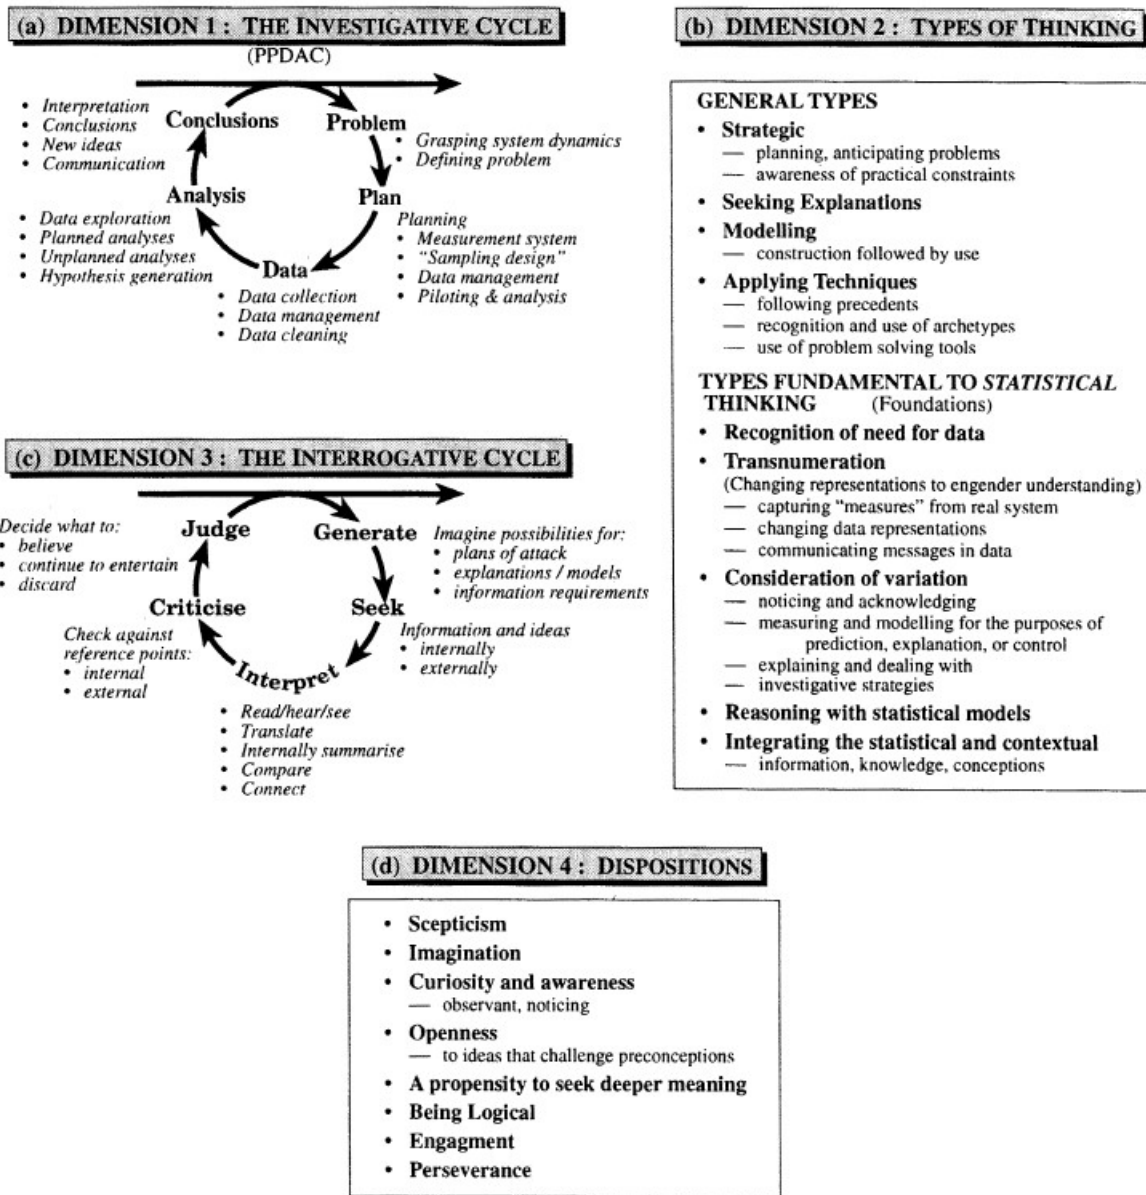 (a) DIMENSION 1 : THE INVESTIGATIVE CYCLE
(PPDAC)
• Interpretation
• Conclusions
• New ideas
• Communication
Conclusions
Problem
• Grasping system dynamics
• Defining problem
Analysis
Plan
• Data exploration
• Planned analyses
• Unplanned analyses
• Hypothesis generation
Planning
• Measurement system
• “Sampling design”
• Data management
• Piloting & analysis
Data
• Data collection
• Data management
• Data cleaning
(b) DIMENSION 2 : TYPES OF THINKING
GENERAL TYPES
• Strategic
— planning, anticipating problems
— awareness of practical constraints
• Seeking Explanations
• Modelling
— construction followed by use
• Applying Techniques
— following precedents
— recognition and use of archetypes
— use of problem solving tools
TYPES FUNDAMENTAL TO STATISTICAL
THINKING (Foundations)
• Recognition of need for data
• Transnumeration
(Changing representations to engender understanding)
— capturing “measures” from real system
— changing data representations
— communicating messages in data
• Consideration of variation
— noticing and acknowledging
— measuring and modelling for the purposes of
prediction, explanation, or control
— explaining and dealing with
— investigative strategies
• Reasoning with statistical models
• Integrating the statistical and contextual
— information, knowledge, conceptions
(c) DIMENSION 3 : THE INTERROGATIVE CYCLE
Decide what to:
• believe
• continue to entertain
• discard
Judge
Generate
Imagine possibilities for:
• plans of attack
• explanations / models
• information requirements
Criticise
Seek
Check against
reference points:
• internal
• external
Information and ideas
• internally
• externally
Interpret
• Read/hear/see
• Translate
• Internally summarise
• Compare
• Connect
(d) DIMENSION 4 : DISPOSITIONS
• Scepticism
• Imagination
• Curiosity and awareness
— observant, noticing
• Openness
— to ideas that challenge preconceptions
• A propensity to seek deeper meaning
• Being Logical
• Engagment
• Perseverance